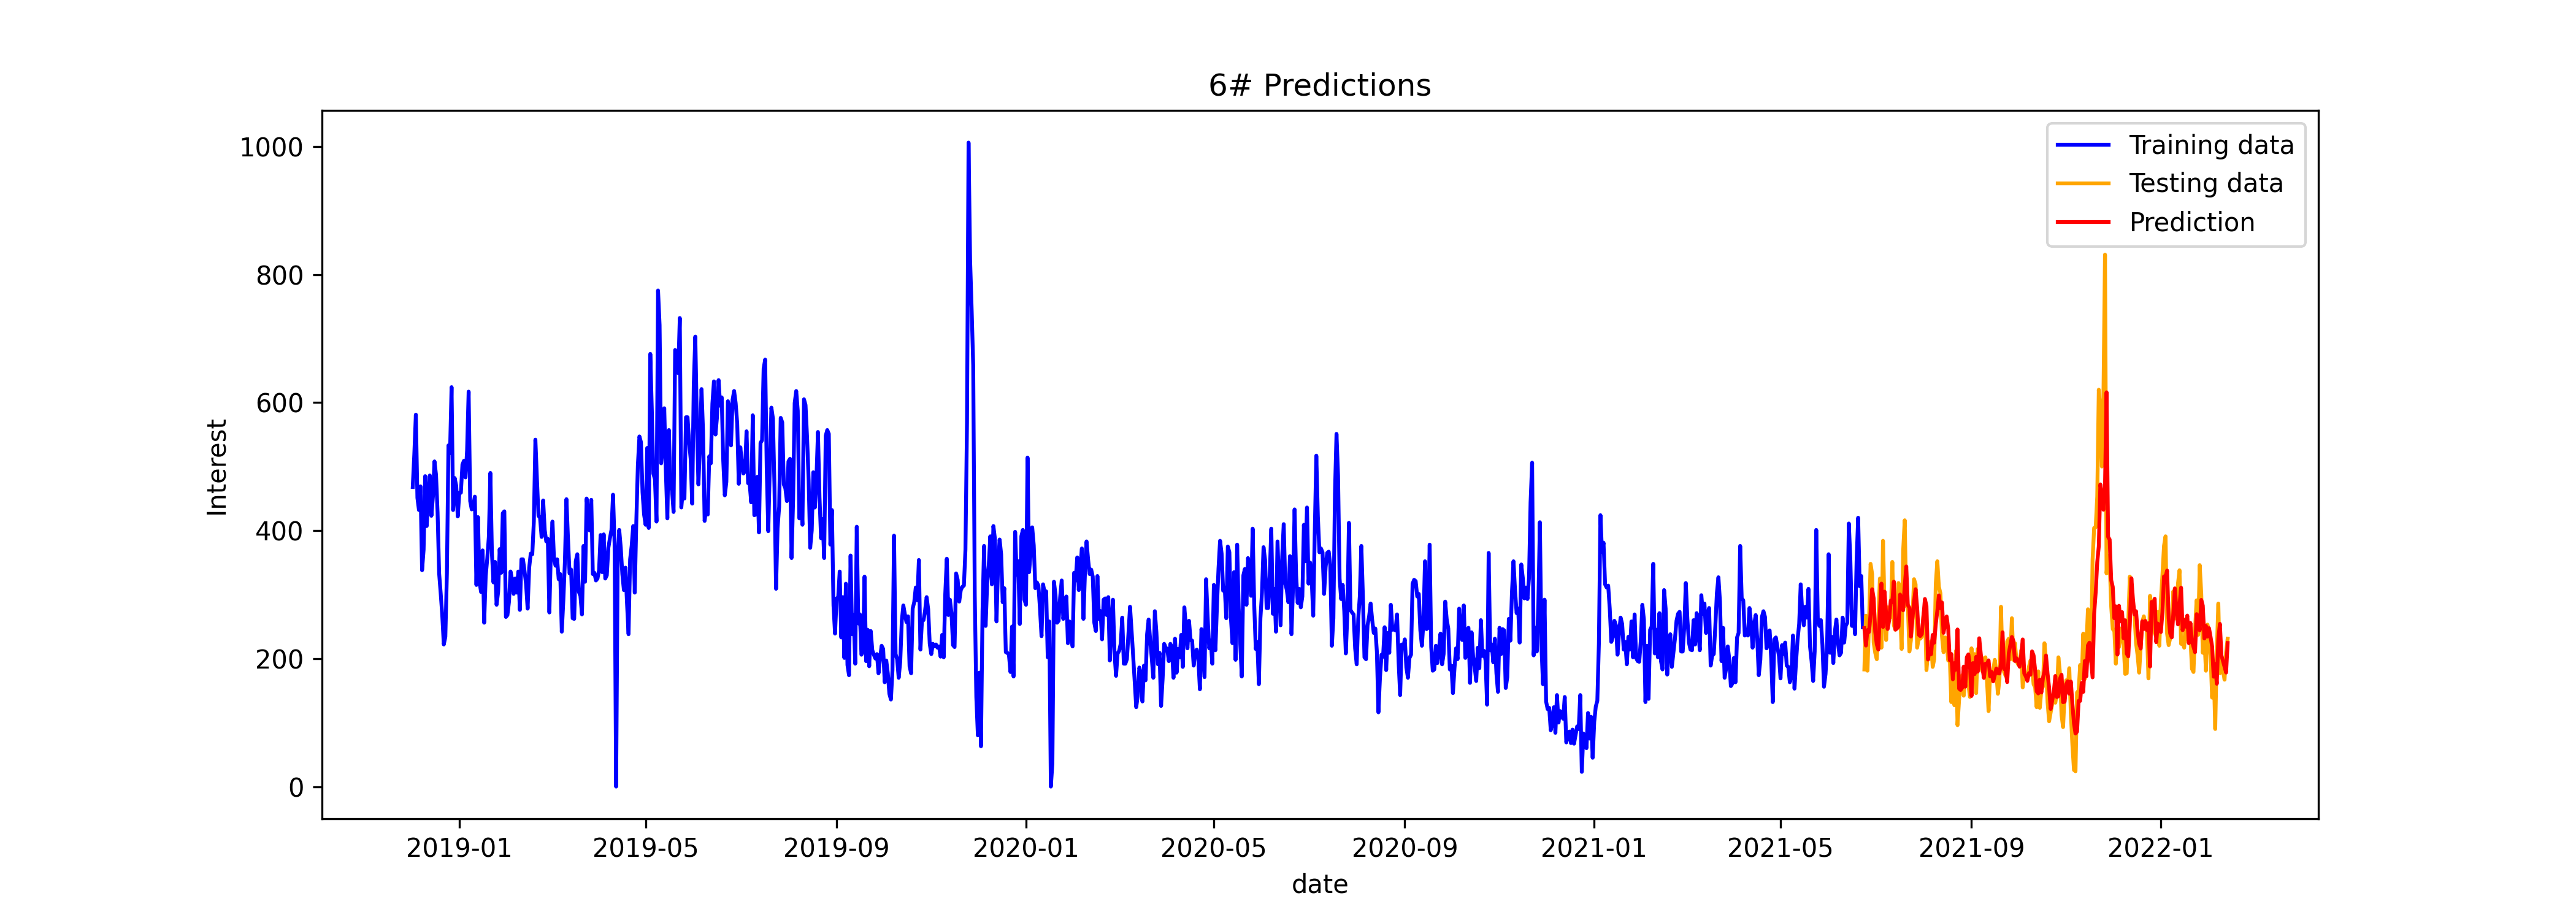 6# Predictions
1000
800
600
400
200
0
Interest
Training data
Testing data
Prediction
2019-01
2019-05
2019-09
2020-01
2020-05
2020-09
2021-01
2021-05
2021-09
2022-01
date